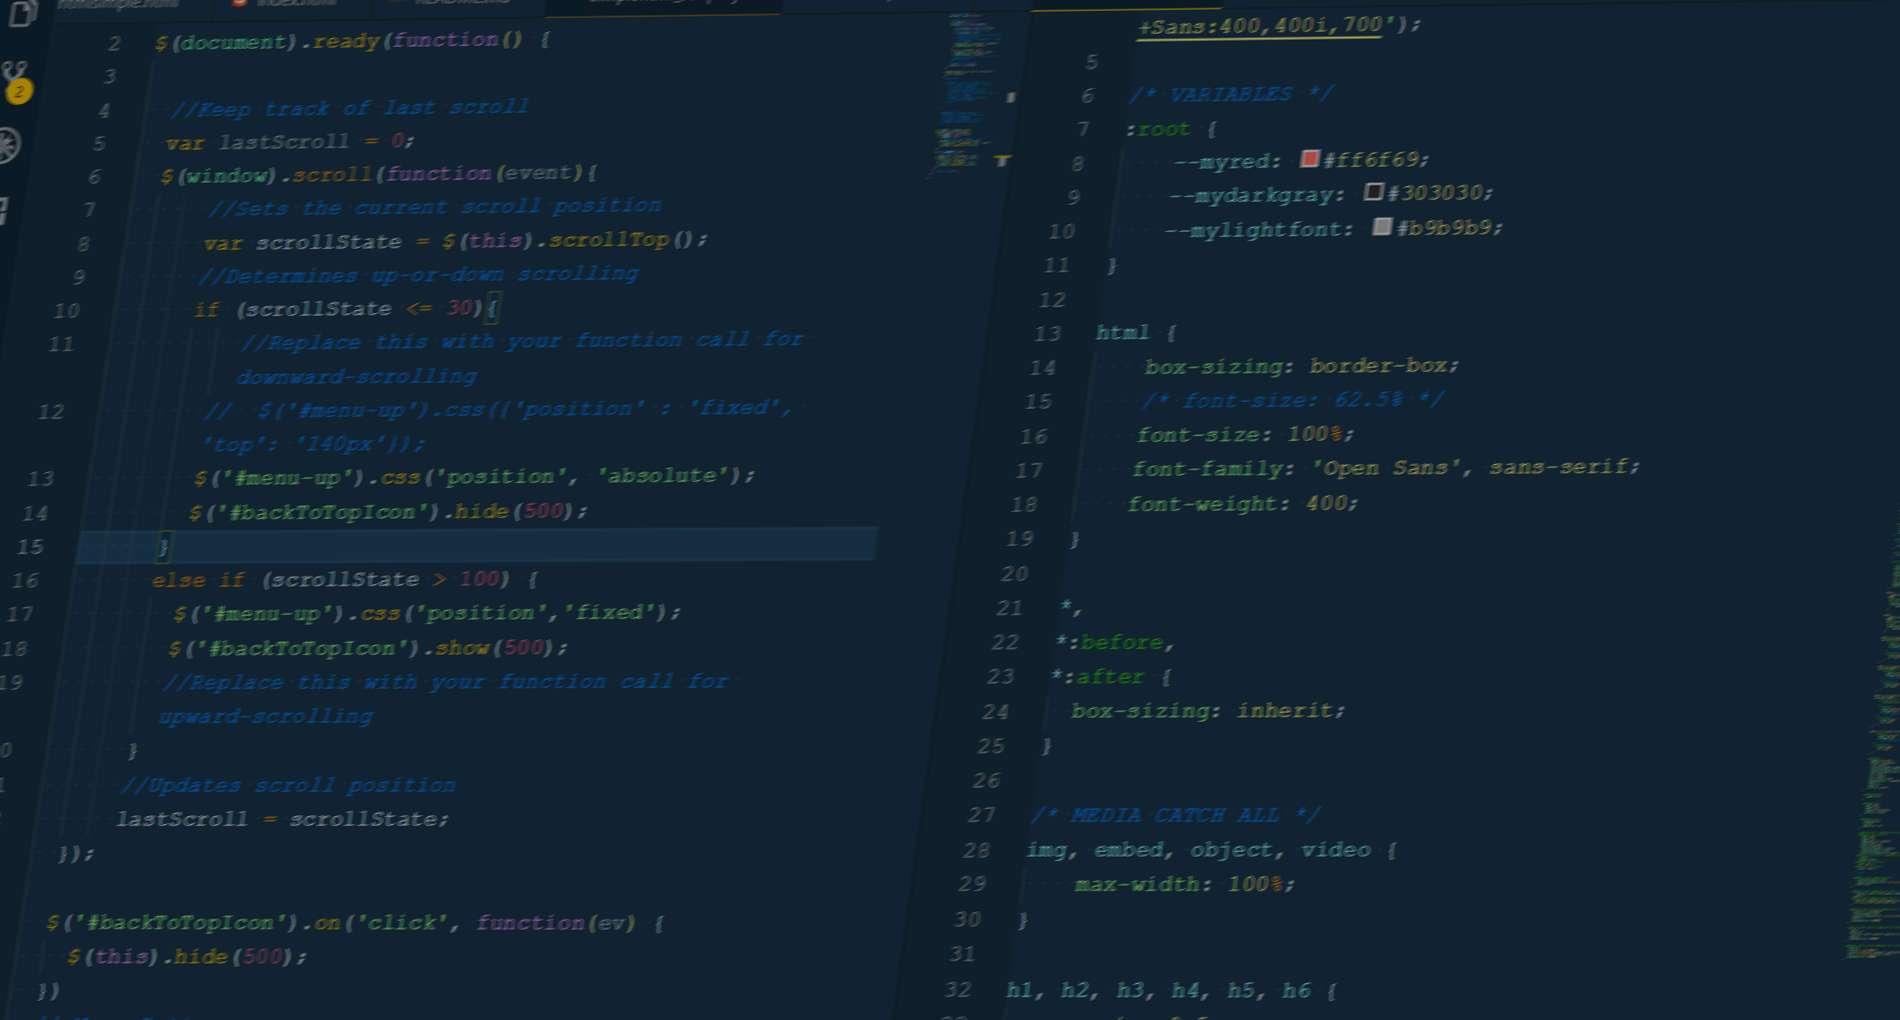 index.html
README.md
2
2 $(document).ready(function() {
3
4 //Keep track of last scroll
5 var lastScroll = 0;
6 $(window).scroll(function(event){
7 //Sets the current scroll position
8 var scrollState = $(this).scrollTop();
9 //Determines up-or-down scrolling
10 if (scrollState <= 30){
11 //Replace this with your function call for
downward-scrolling
12 // $('#menu-up').css({'position' : 'fixed',
'top': '140px'});
13 $('#menu-up').css('position', 'absolute');
14 $('#backToTopIcon').hide(500);
15 }
16 else if (scrollState > 100) {
17 $('#menu-up').css('position','fixed');
18 $('#backToTopIcon').show(500);
19 //Replace this with your function call for
upward-scrolling
}
//Updates scroll position
lastScroll = scrollState;
});
$('#backToTopIcon').on('click', function(ev) {
$(this).hide(500);
})
+Sans:400,400i,700');
5
6 /* VARIABLES */
7 :root {
8 --myred: #ff6f69;
9 --mydarkgray: #303030;
10 --mylightfont: #b9b9b9;
11 }
12
13 html {
14 box-sizing: border-box;
15 /* font-size: 62.5% */
16 font-size: 100%;
17 font-family: 'Open Sans', sans-serif;
18 font-weight: 400;
19 }
20
21 *,
22 *:before,
23 *:after {
24 box-sizing: inherit;
25 }
26
27 /* MEDIA CATCH ALL */
28 img, embed, object, video {
29 max-width: 100%;
30 }
31
32 h1, h2, h3, h4, h5, h6 {